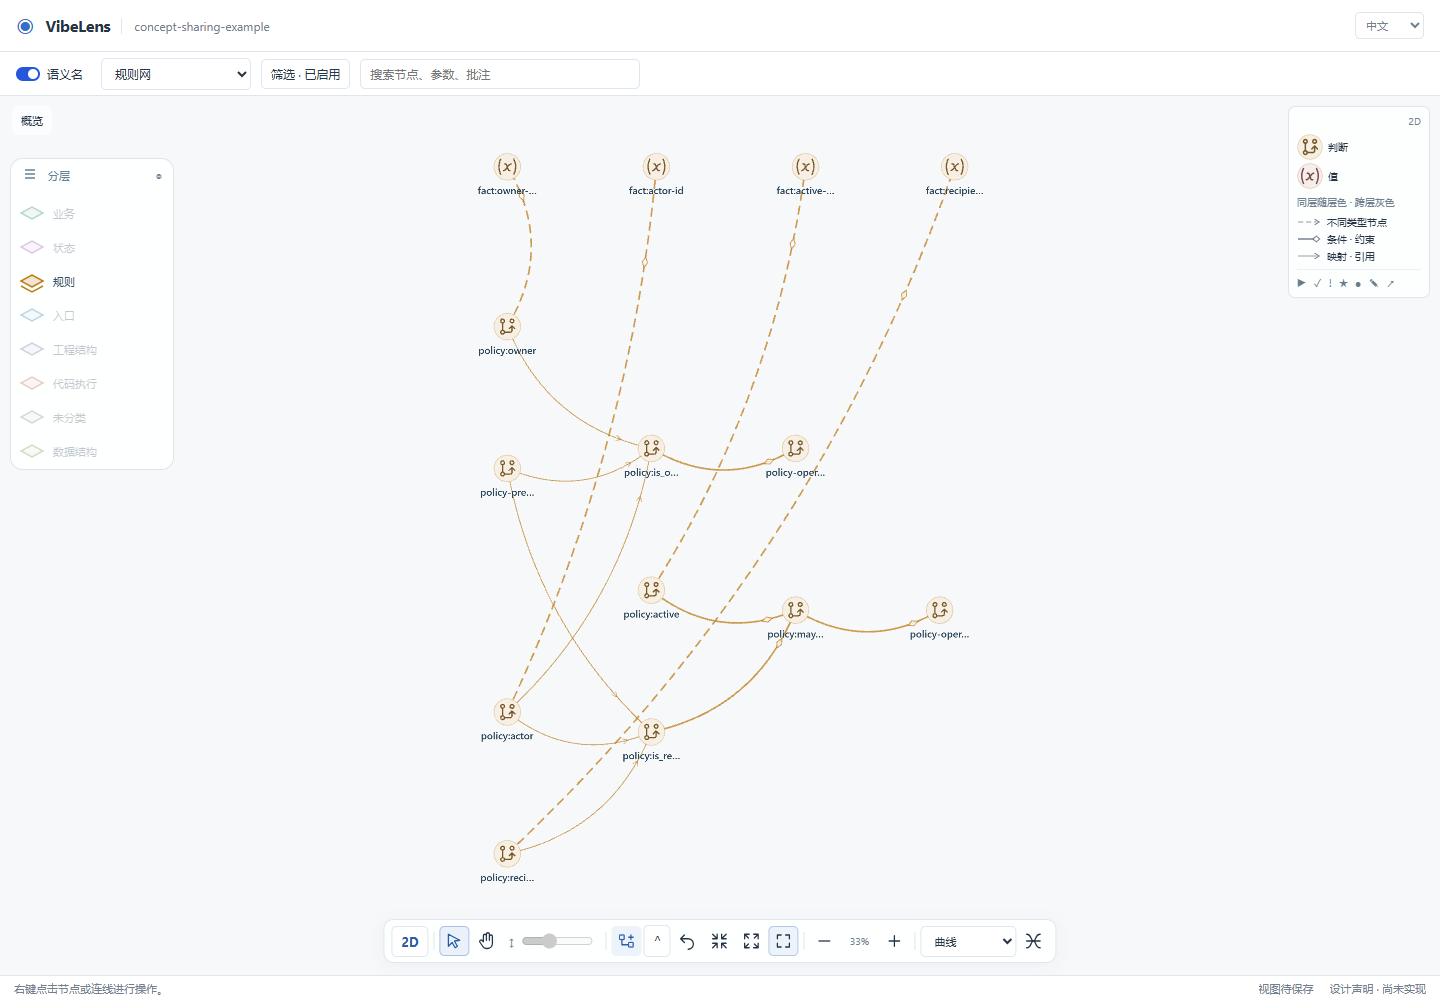 VibeLens
concept-sharing-example
中文
语义名
规则网
筛选 · 已启用
搜索节点、参数、批注
概览
分层
业务
状态
规则
入口
工程结构
代码执行
未分类
数据结构
2D
判断
(x)
值
同层随层色 · 跨层灰色
不同类型节点
条件 · 约束
映射 · 引用
(x)
(x)
(x)
(x)
fact:owner-...
fact:actor-id
fact:active-...
fact:recipie...
policy:owner
policy:is_o...
policy-oper...
policy-pre...
policy:active
policy:may...
policy-oper...
policy:actor
policy:is_re...
policy:reci...
2D
33%
曲线
右键点击节点或连线进行操作。
视图待保存
设计声明 · 尚未实现